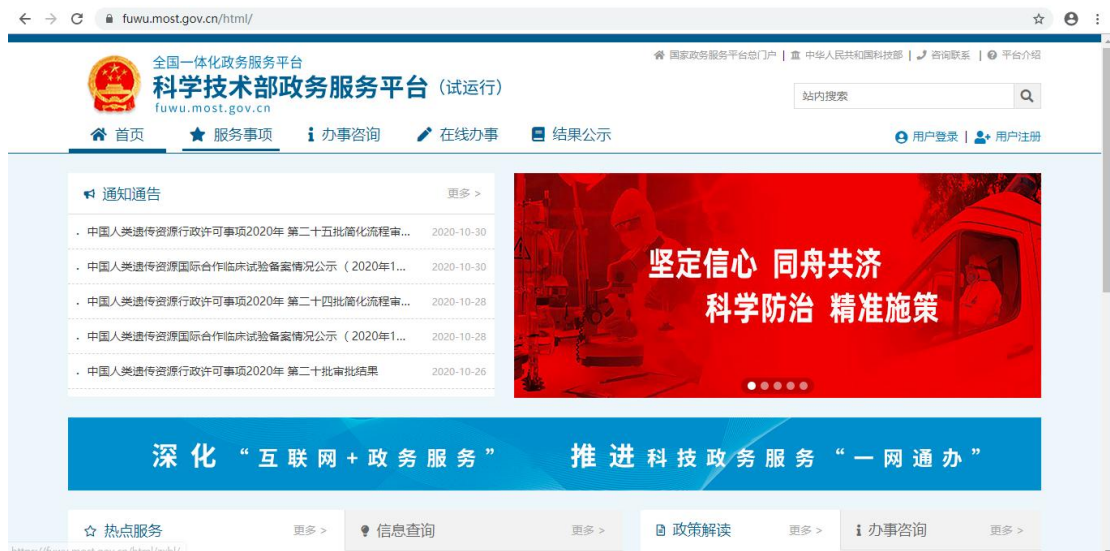 fuwu.most.gov.cn/html/
国家政务服务平台总门户 | 中华人民共和国科技部 | 咨询联系 | 平台介绍
全国一体化政务服务平台
科学技术部政务服务平台（试运行）
fuwu.most.gov.cn
站内搜索
首页 服务事项 办事咨询 在线办事 结果公示
用户登录 | 用户注册
通知通告 更多 >
. 中国人类遗传资源行政许可事项2020年 第二十五批简化流程审... 2020-10-30
. 中国人类遗传资源国际合作临床试验备案情况公示（2020年1... 2020-10-30
. 中国人类遗传资源行政许可事项2020年 第二十四批简化流程审... 2020-10-28
. 中国人类遗传资源国际合作临床试验备案情况公示（2020年1... 2020-10-28
. 中国人类遗传资源行政许可事项2020年 第二十批审批结果 2020-10-26
坚定信心 同舟共济
科学防治 精准施策
深化“互联网+政务服务” 推进科技政务服务“一网通办”
热点服务 更多 > 信息查询 更多 > 政策解读 更多 > 办事咨询 更多 >